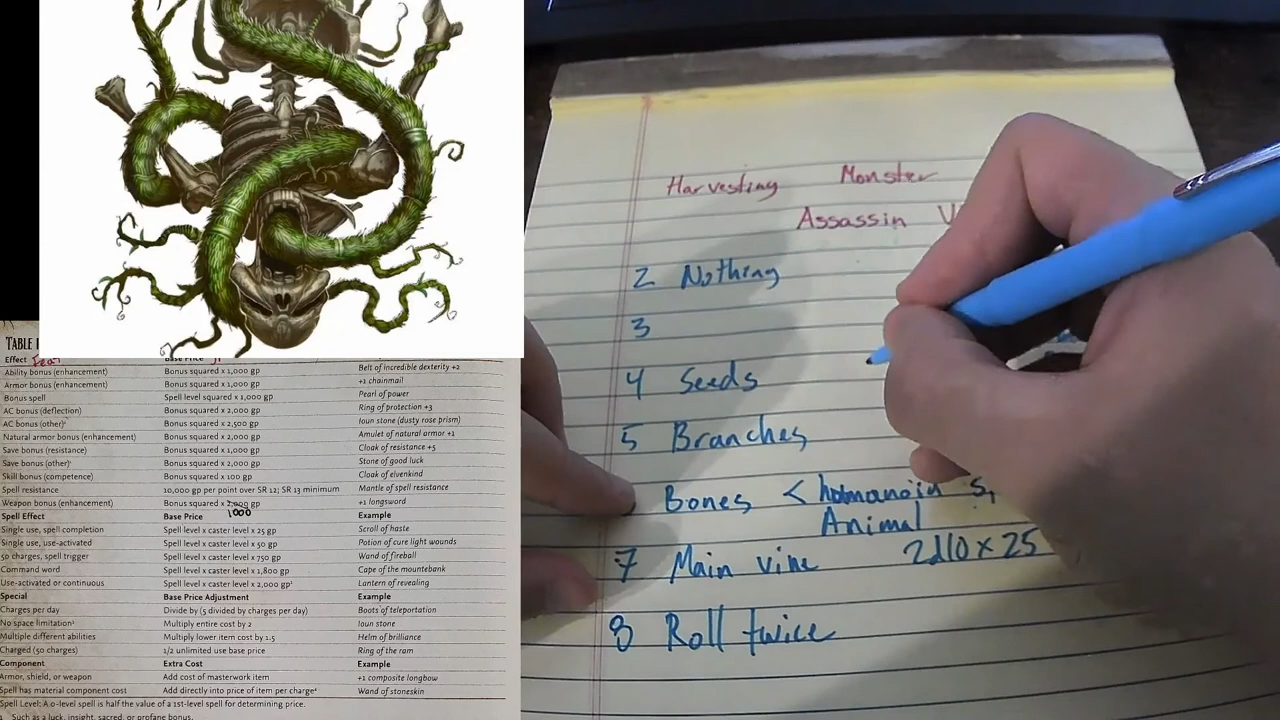 TABLE
Effect Base Price
Ability bonus (enhancement) Bonus squared x 1,000 gp Belt of incredible dexterity +2
Armor bonus (enhancement) Bonus squared x 1,000 gp +1 chainmail
Bonus spell Spell level squared x 1,000 gp Pearl of power
AC bonus (deflection) Bonus squared x 2,000 gp Ring of protection +3
AC bonus (other)¹ Bonus squared x 2,500 gp Ioun stone (dusty rose prism)
Natural armor bonus (enhancement) Bonus squared x 2,000 gp Amulet of natural armor +1
Save bonus (resistance) Bonus squared x 1,000 gp Cloak of resistance +5
Save bonus (other)¹ Bonus squared x 2,000 gp Stone of good luck
Skill bonus (competence) Bonus squared x 100 gp Cloak of elvenkind
Spell resistance 10,000 gp per point over SR 12; SR 13 minimum Mantle of spell resistance
Weapon bonus (enhancement) Bonus squared x 2,000 gp +1 longsword
1000
Spell Effect Base Price Example
Single use, spell completion Spell level x caster level x 25 gp Scroll of haste
Single use, use-activated Spell level x caster level x 50 gp Potion of cure light wounds
50 charges, spell trigger Spell level x caster level x 750 gp Wand of fireball
Command word Spell level x caster level x 1,800 gp Cape of the mountebank
Use-activated or continuous Spell level x caster level x 2,000 gp² Lantern of revealing
Special Base Price Adjustment Example
Charges per day Divide by (5 divided by charges per day) Boots of teleportation
No space limitation³ Multiply entire cost by 2 Ioun stone
Multiple different abilities Multiply lower item cost by 1.5 Helm of brilliance
Charged (50 charges) 1/2 unlimited use base price Ring of the ram
Component Extra Cost Example
Armor, shield, or weapon Add cost of masterwork item +1 composite longbow
Spell has material component cost Add directly into price of item per charge⁴ Wand of stoneskin
Spell Level: A 0-level spell is half the value of a 1st-level spell for determining price.
1 Such as a luck, insight, sacred, or profane bonus.
Harvesting Monster
Assassin
2 Nothing
3
4 Seeds
5 Branches
Bones <
Animal
7 Main vine 2d10 x 25
8 Roll twice